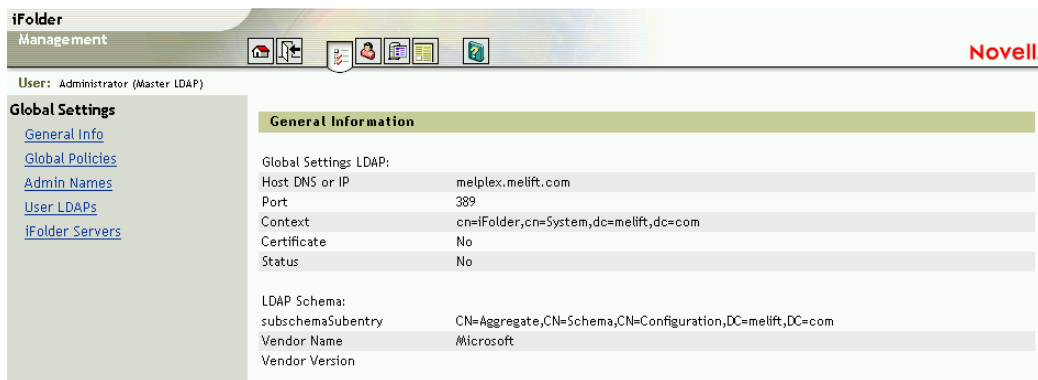 iFolder
Management
Novell.
User: Administrator (Master LDAP)
Global Settings
General Info
Global Policies
Admin Names
User LDAPs
iFolder Servers
General Information
Global Settings LDAP:
Host DNS or IP melplex.melift.com
Port 389
Context cn=iFolder,cn=System,dc=melift,dc=com
Certificate No
Status No
LDAP Schema:
subschemaSubentry CN=Aggregate,CN=Schema,CN=Configuration,DC=melift,DC=com
Vendor Name Microsoft
Vendor Version